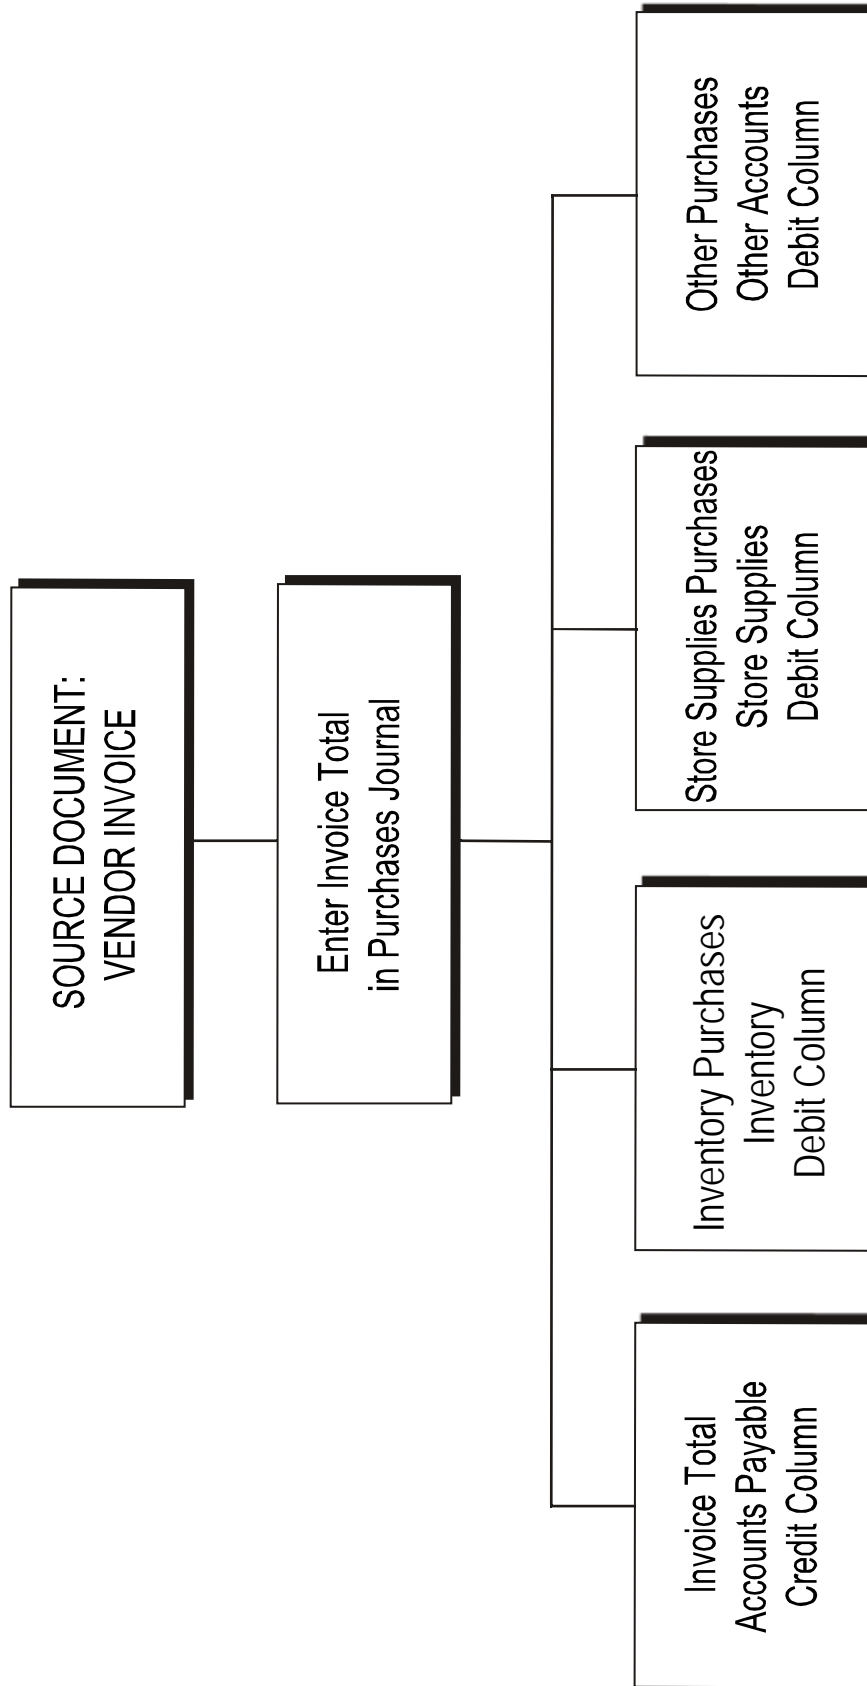 SOURCE DOCUMENT:
VENDOR INVOICE
Enter Invoice Total
in Purchases Journal
Invoice Total
Accounts Payable
Credit Column
Inventory Purchases
Inventory
Debit Column
Store Supplies Purchases
Store Supplies
Debit Column
Other Purchases
Other Accounts
Debit Column